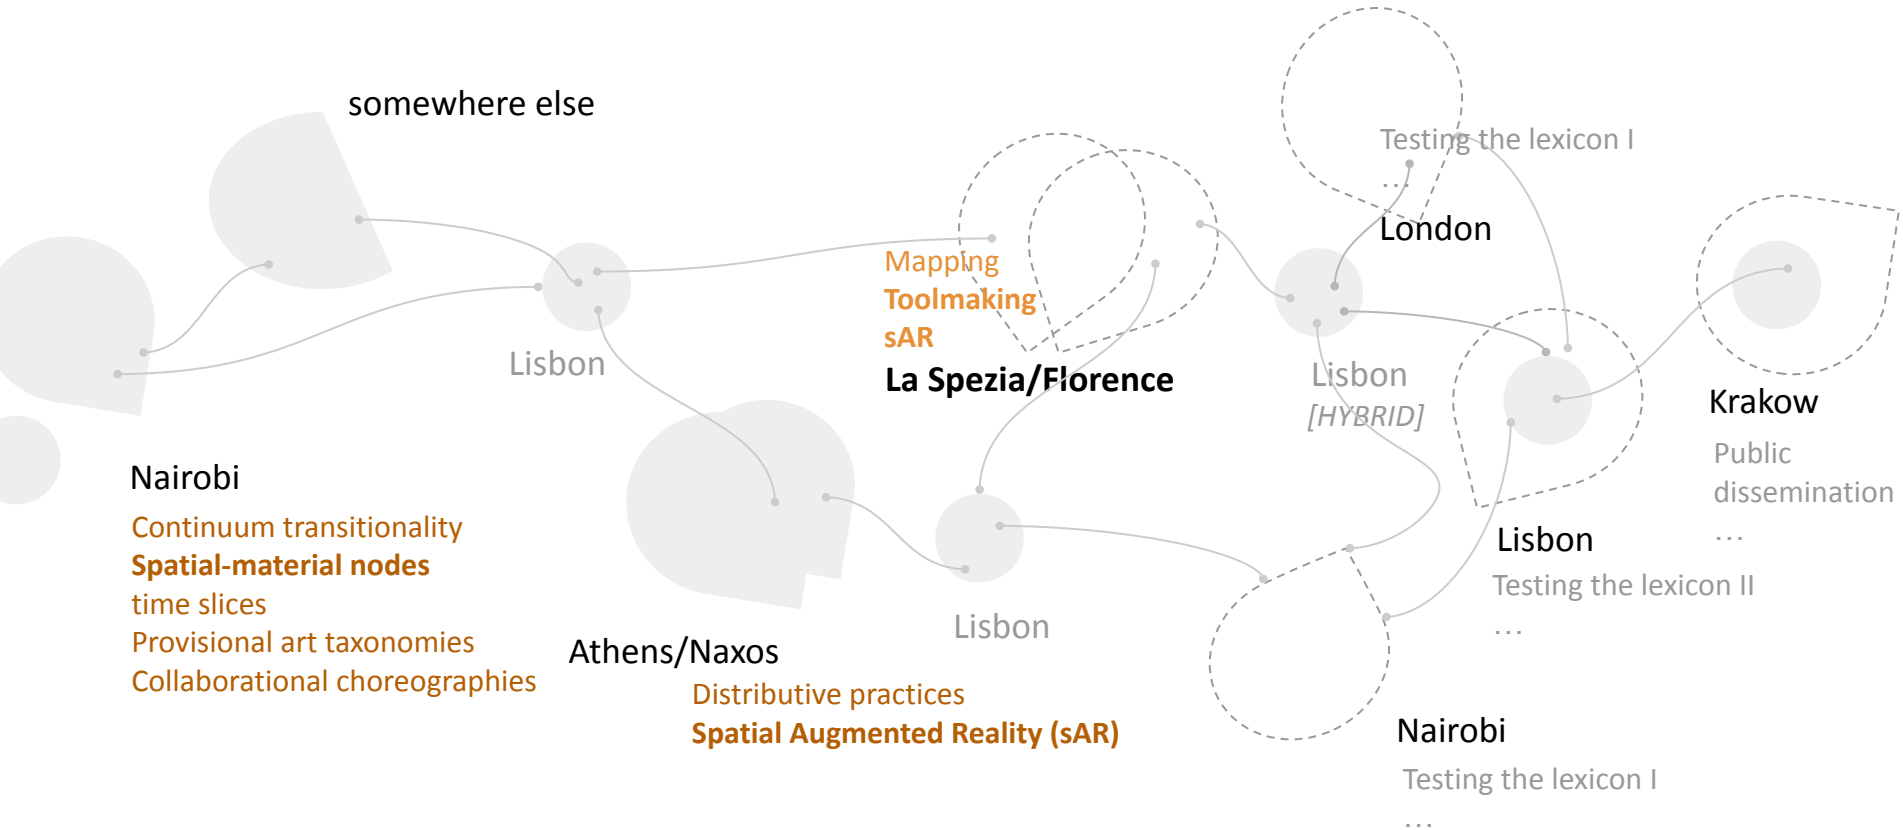 somewhere else
Testing the lexicon I
...
London
Mapping
Toolmaking
sAR
La Spezia/Florence
Lisbon
Lisbon
[HYBRID]
Krakow
Public
dissemination
...
Nairobi
Continuum transitionality
Spatial-material nodes
time slices
Provisional art taxonomies
Collaborational choreographies
Athens/Naxos
Distributive practices
Spatial Augmented Reality (sAR)
Lisbon
Lisbon
Testing the lexicon II
...
Nairobi
Testing the lexicon I
...